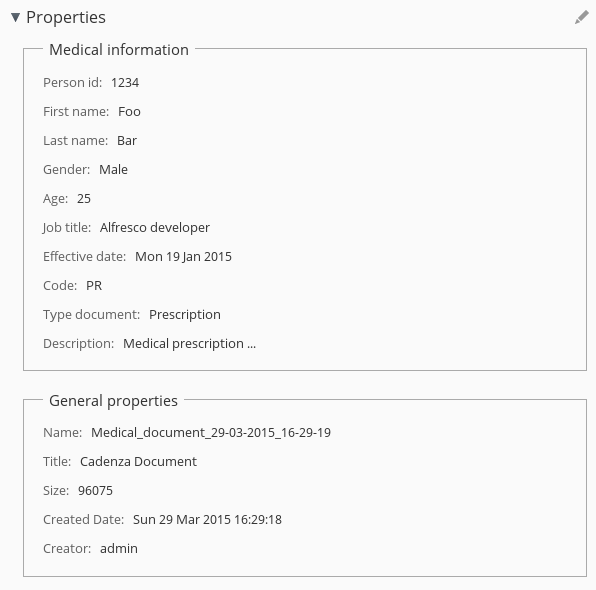 Properties
Medical information
Person id: 1234
First name: Foo
Last name: Bar
Gender: Male
Age: 25
Job title: Alfresco developer
Effective date: Mon 19 Jan 2015
Code: PR
Type document: Prescription
Description: Medical prescription ...
General properties
Name: Medical_document_29-03-2015_16-29-19
Title: Cadenza Document
Size: 96075
Created Date: Sun 29 Mar 2015 16:29:18
Creator: admin